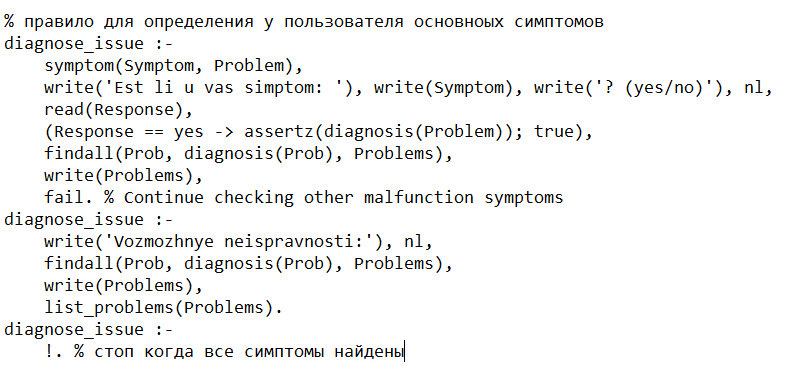 % правило для определения у пользователя основноых симптомов
diagnose_issue :-
    symptom(Symptom, Problem),
    write('Est li u vas simptom: '), write(Symptom), write('? (yes/no)'), nl,
    read(Response),
    (Response == yes -> assertz(diagnosis(Problem)); true),
    findall(Prob, diagnosis(Prob), Problems),
    write(Problems),
    fail. % Continue checking other malfunction symptoms
diagnose_issue :-
    write('Vozmozhnye neispravnosti:'), nl,
    findall(Prob, diagnosis(Prob), Problems),
    write(Problems),
    list_problems(Problems).
diagnose_issue :-
    !. % стоп когда все симптомы найдены